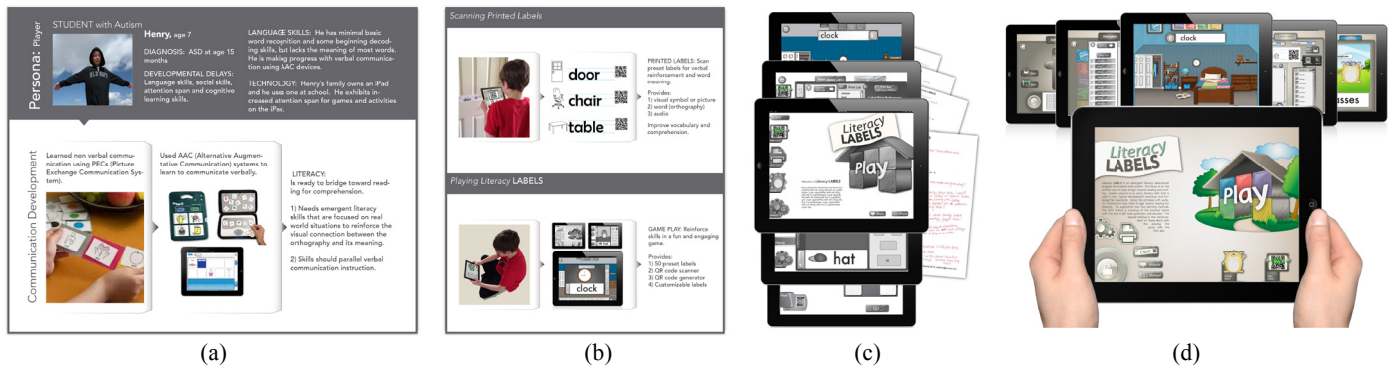 STUDENT with Autism
Persona: Player
Henry, age 7
DIAGNOSIS: ASD at age 15
months
DEVELOPMENTAL DELAYS:
Language skills, social skills,
attention span and cognitive
learning skills.
LANGUAGE SKILLS: He has minimal basic
word recognition and some beginning decod-
ing skills, but lacks the meaning of most words.
He is making progress with verbal communica-
tion using AAC devices.
TECHNOLOGY: Henry's family owns an iPad
and he uses one at school. He exhibits in-
creased attention span for games and activities
on the iPad.
Communication Development
Learned non verbal commu-
nication using PECs (Picture
Exchange Communication Sys-
tem).
Used AAC (Alternative Augmen-
tative Communication) systems to
learn to communicate verbally.
LITERACY:
Is ready to bridge toward read-
ing for comprehension.
1) Needs emergent literacy
skills that are focused on real
world situations to reinforce the
visual connection between the
orthography and its meaning.
2) Skills should parallel verbal
communication instruction.
(a)
Scanning Printed Labels
door
chair
table
PRINTED LABELS: Scan
preset labels for verbal
reinforcement and word
meaning.
Provides:
1) visual symbol or picture
2) word (orthography)
3) audio
Improve vocabulary and
comprehension.
Playing Literacy LABELS
clock
GAME PLAY: Reinforce
skills in a fun and engaging
game.
Provides:
1) 50 preset labels
2) QR code scanner
3) QR code generator
4) Customizable labels
(b)
clock
Literacy
LABELS
Play
hat
(c)
clock
asses
Literacy
LABELS
Play
(d)